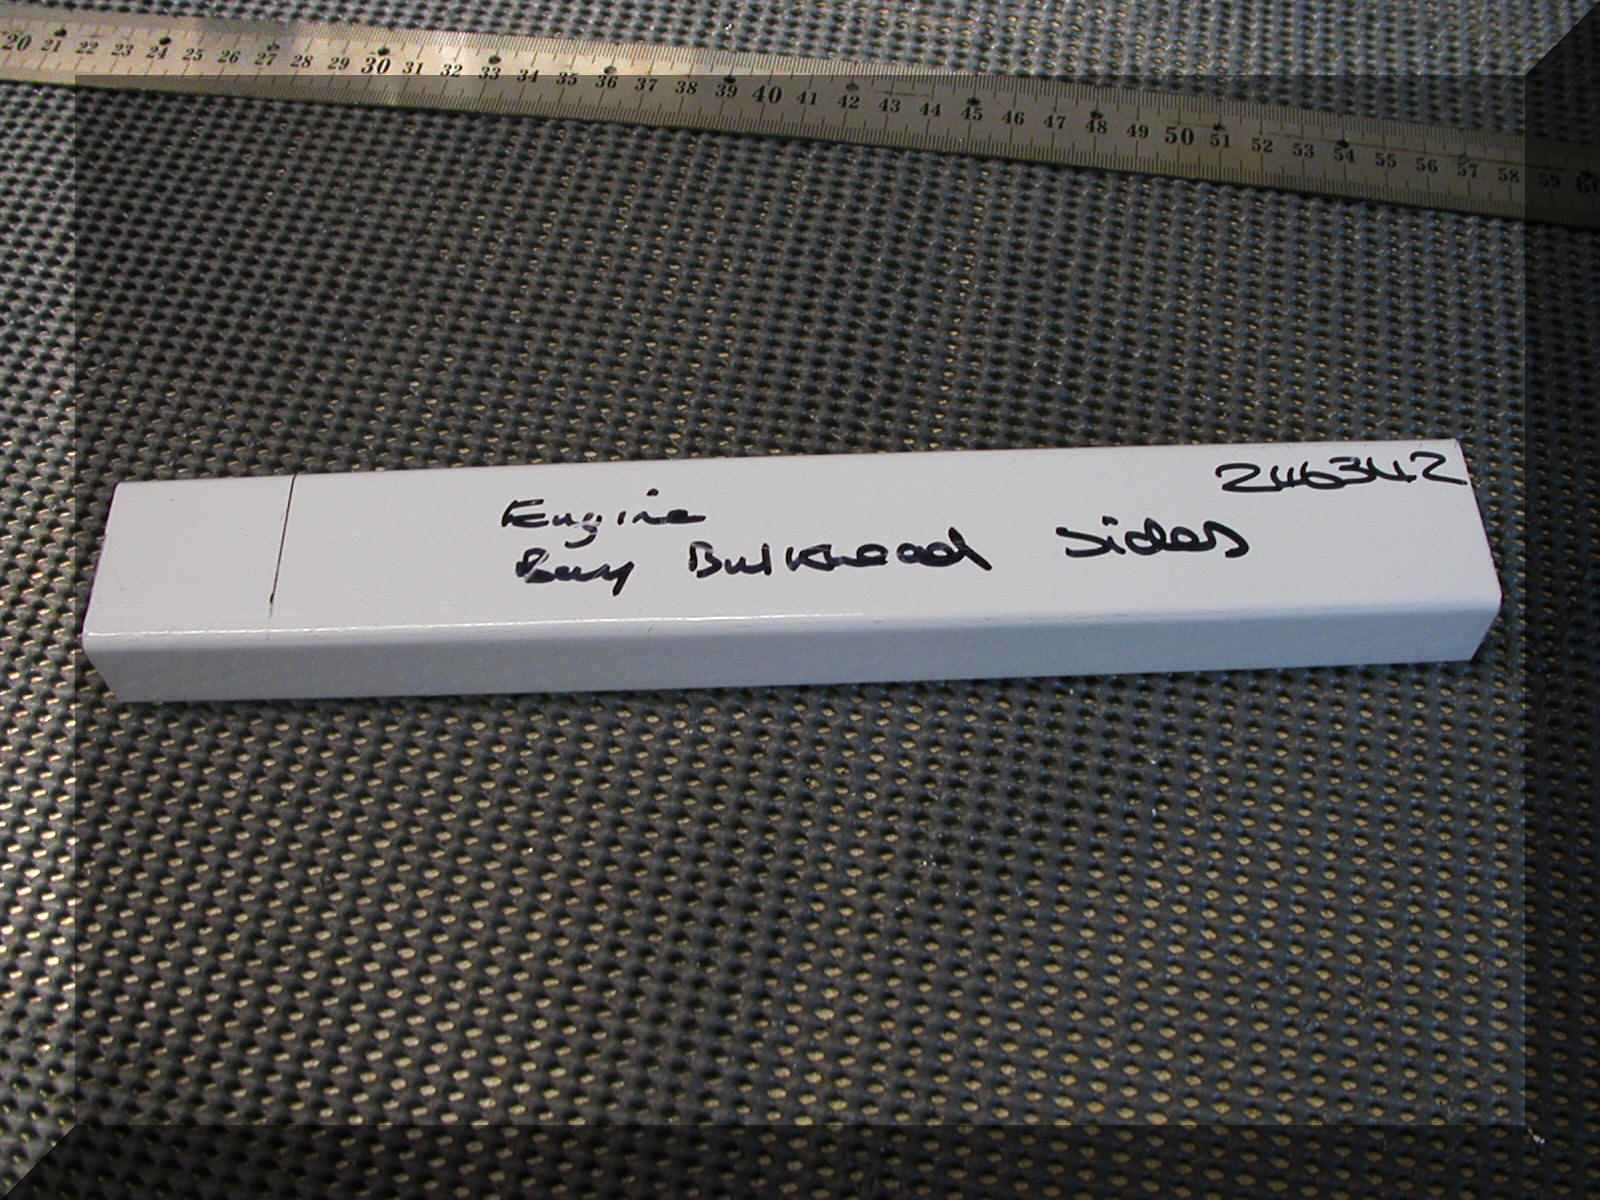 20 21 22 23 24 25 26 27 28 29 30 31 32 33 34 35 36 37 38 39 40 41 42 43 44 45 46 47 48 49 50 51 52 53 54 55 56 57 58 59 60
246342
Engine
Bay Bulkhead Sides